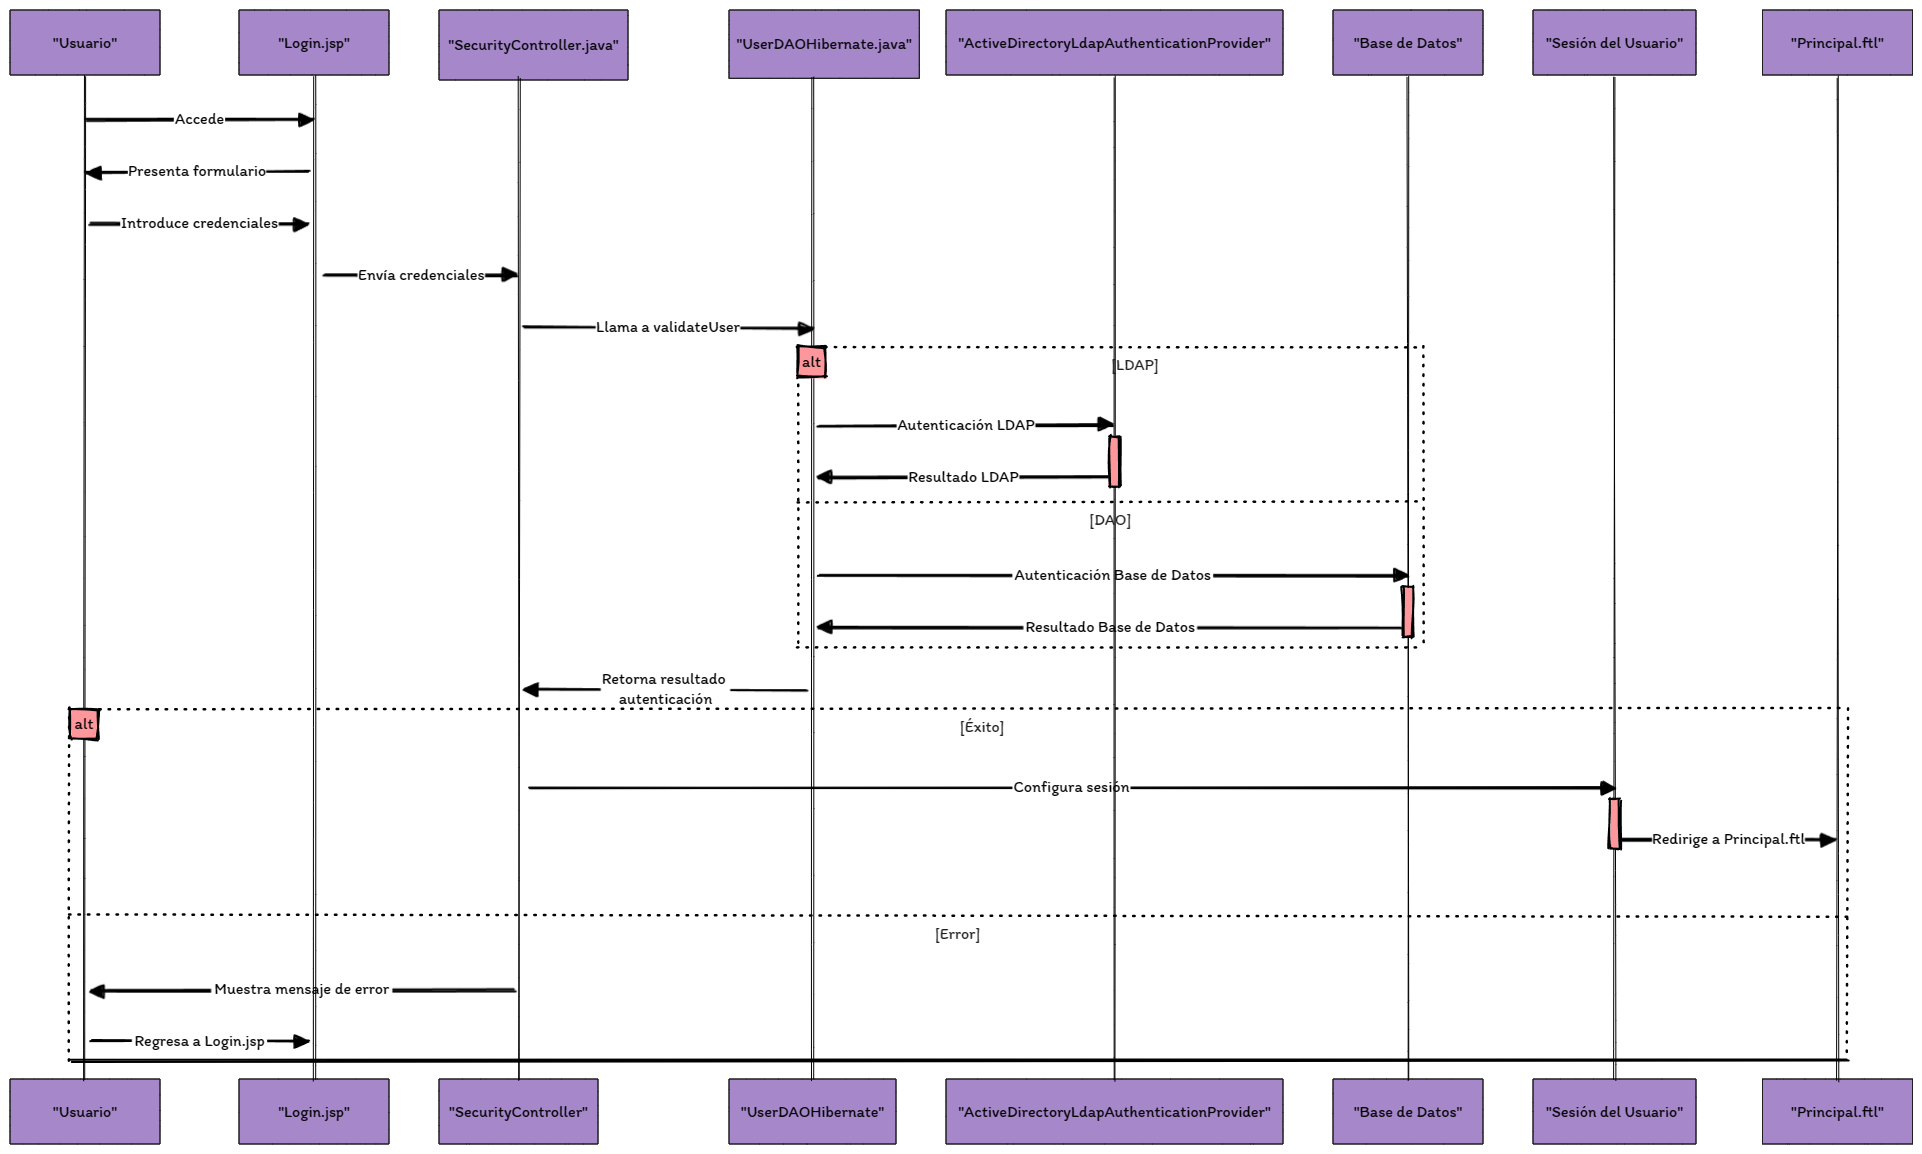 "Usuario"
"Login.jsp"
"SecurityController.java"
"UserDAOHibernate.java"
"ActiveDirectoryLdapAuthenticationProvider"
"Base de Datos"
"Sesión del Usuario"
"Principal.ftl"
Accede
Presenta formulario
Introduce credenciales
Envía credenciales
Llama a validateUser
alt
[LDAP]
Autenticación LDAP
Resultado LDAP
[DAO]
Autenticación Base de Datos
Resultado Base de Datos
Retorna resultado
autenticación
alt
[Éxito]
Configura sesión
Redirige a Principal.ftl
[Error]
Muestra mensaje de error
Regresa a Login.jsp
"Usuario"
"Login.jsp"
"SecurityController"
"UserDAOHibernate"
"ActiveDirectoryLdapAuthenticationProvider"
"Base de Datos"
"Sesión del Usuario"
"Principal.ftl"